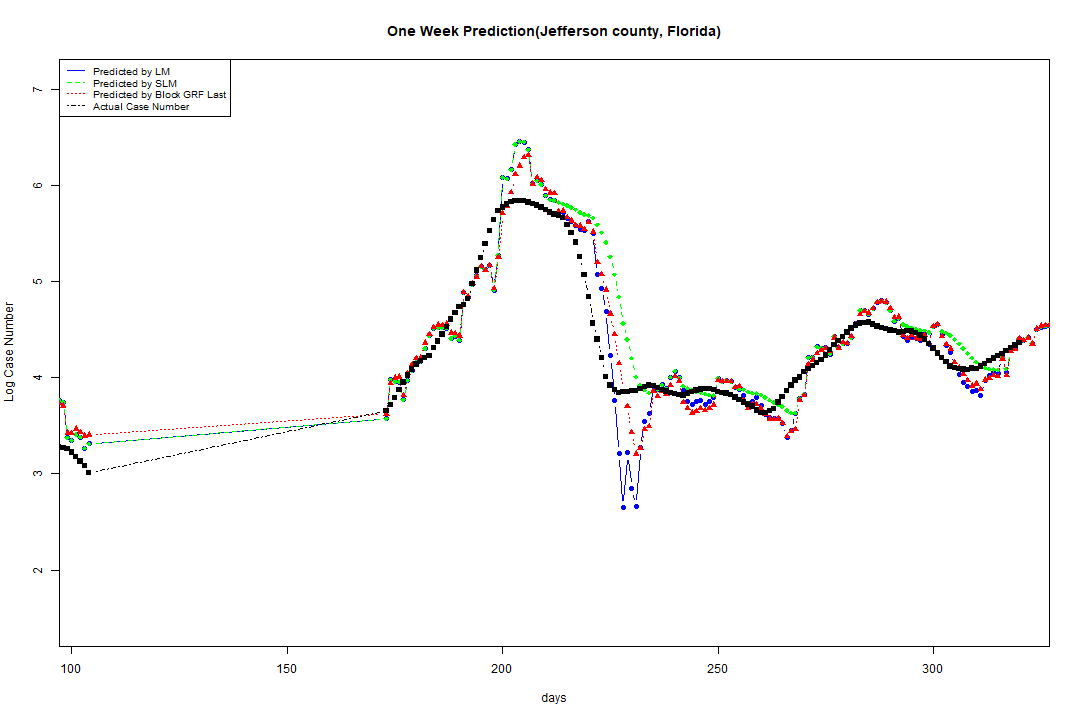 One Week Prediction(Jefferson county, Florida)
Predicted by LM
Predicted by SLM
Predicted by Block GRF Last
Actual Case Number
7
6
5
4
3
2
Log Case Number
100 150 200 250 300
days